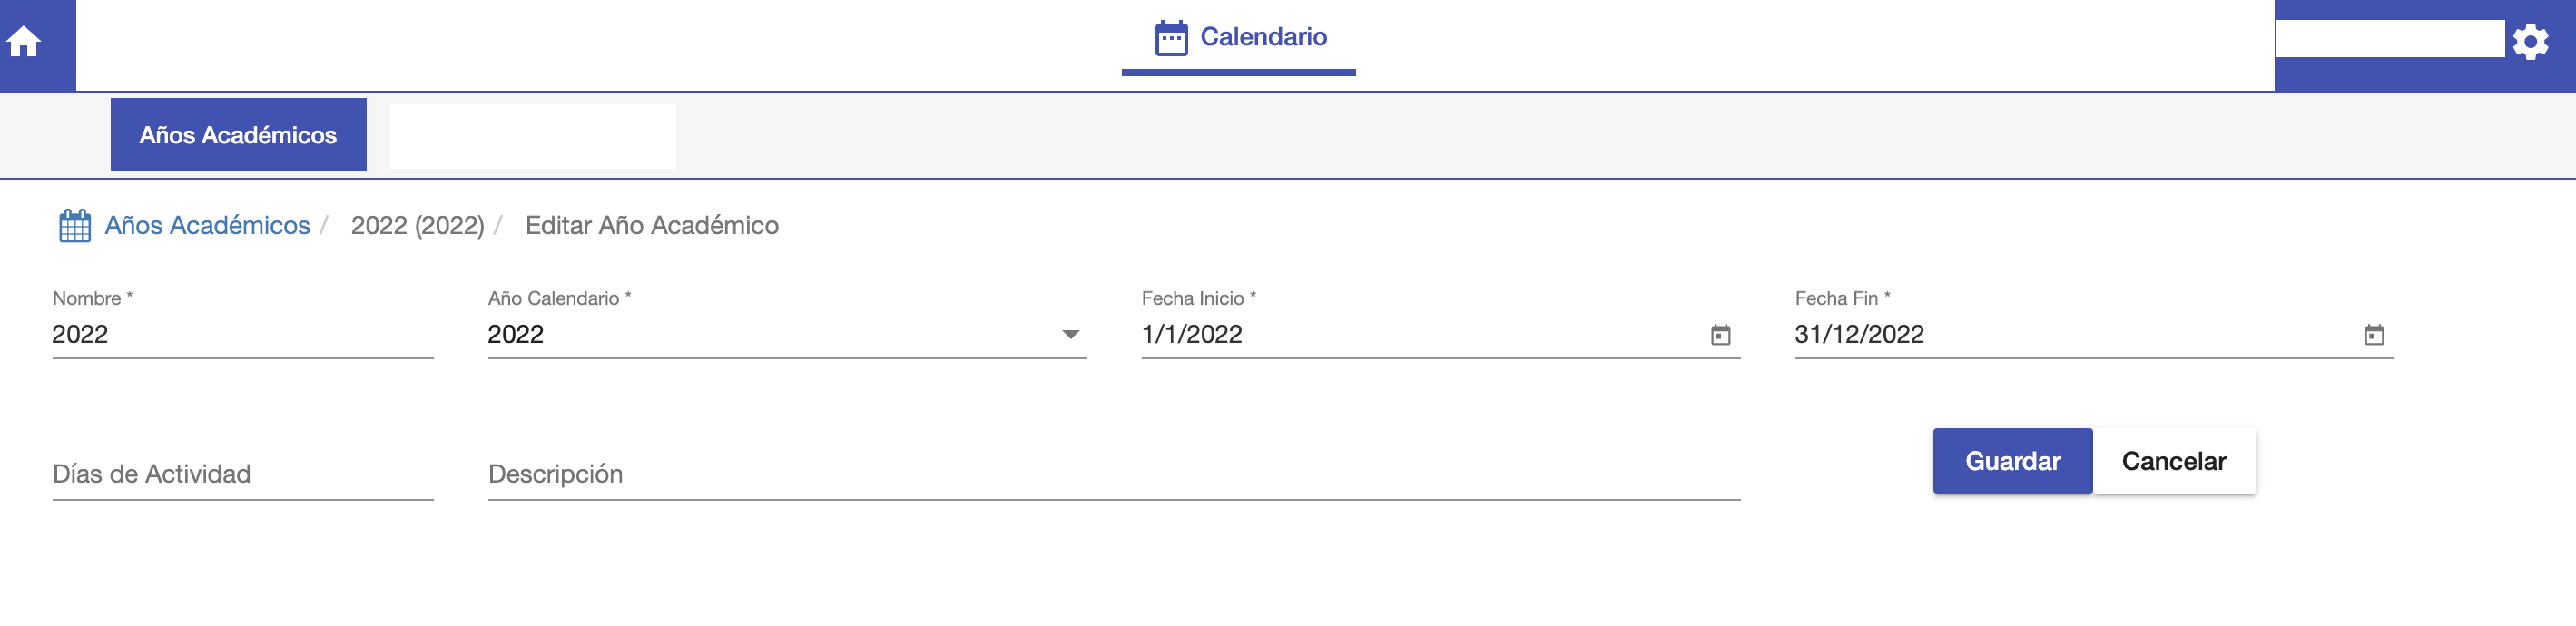 Calendario
Años Académicos
Años Académicos / 2022 (2022) / Editar Año Académico
Nombre * Año Calendario * Fecha Inicio * Fecha Fin *
2022 2022 1/1/2022 31/12/2022
Guardar Cancelar
Días de Actividad Descripción